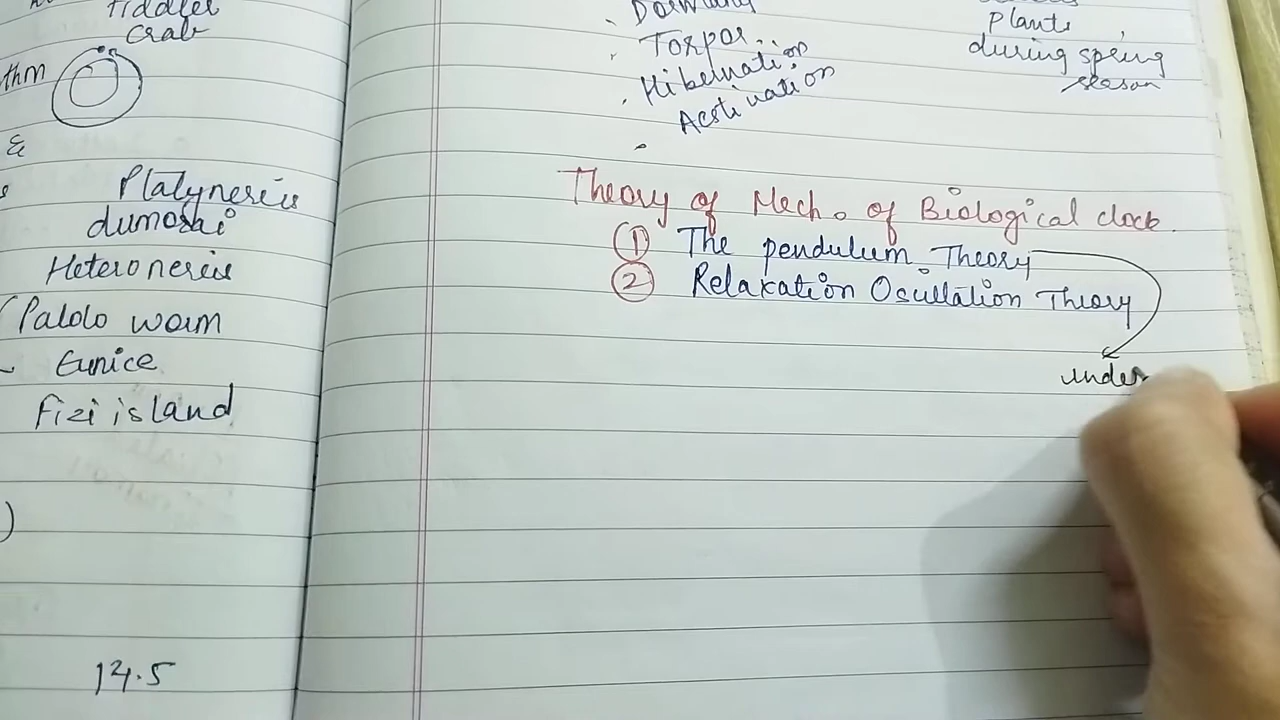 Fiddler
Crab
thm
&
Platynereis
dumorai
Heteronereis
(Palolo worm
Eunice
Fizi island
)
14.5
Torpor..
Hibernation
Aestivation
Plants
during spring
season
Theory of Mech. of Biological clock.
① The pendulum Theory
② Relaxation Oscillation Theory
under